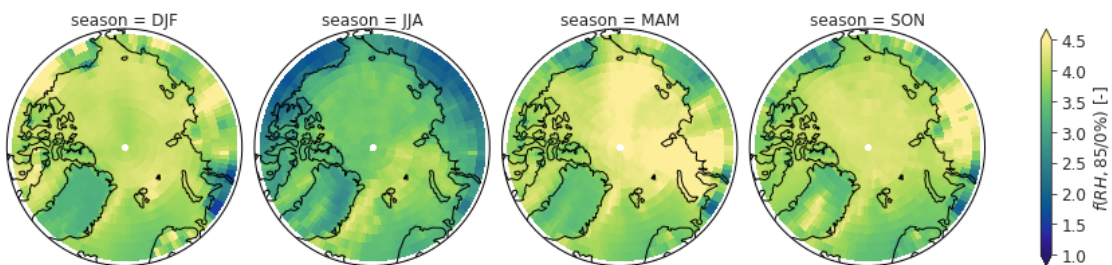 season = DJF
season = JJA
season = MAM
season = SON
4.5
4.0
3.5
3.0
2.5
2.0
1.5
1.0
f(RH, 85/0%) [-]